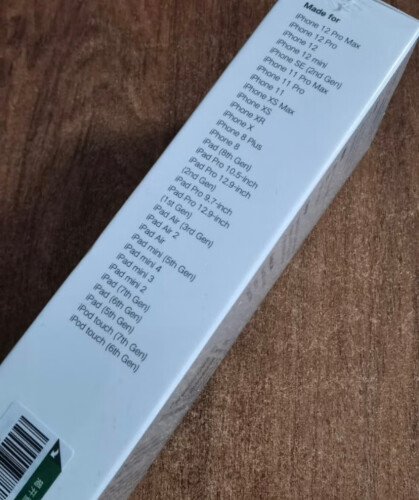 Made for
iPhone 12 Pro Max
iPhone 12 Pro
iPhone 12
iPhone 12 mini
iPhone SE (2nd Gen)
iPhone 11 Pro Max
iPhone 11 Pro
iPhone 11
iPhone XS Max
iPhone XS
iPhone XR
iPhone X
iPhone 8 Plus
iPhone 8
iPad (8th Gen)
iPad Pro 10.5-inch
iPad Pro 12.9-inch
(2nd Gen)
iPad Pro 9.7-inch
iPad Pro 12.9-inch
(1st Gen)
iPad Air (3rd Gen)
iPad Air 2
iPad Air
iPad mini (5th Gen)
iPad mini 4
iPad mini 3
iPad mini 2
iPad (7th Gen)
iPad (6th Gen)
iPad (5th Gen)
iPod touch (7th Gen)
iPod touch (6th Gen)